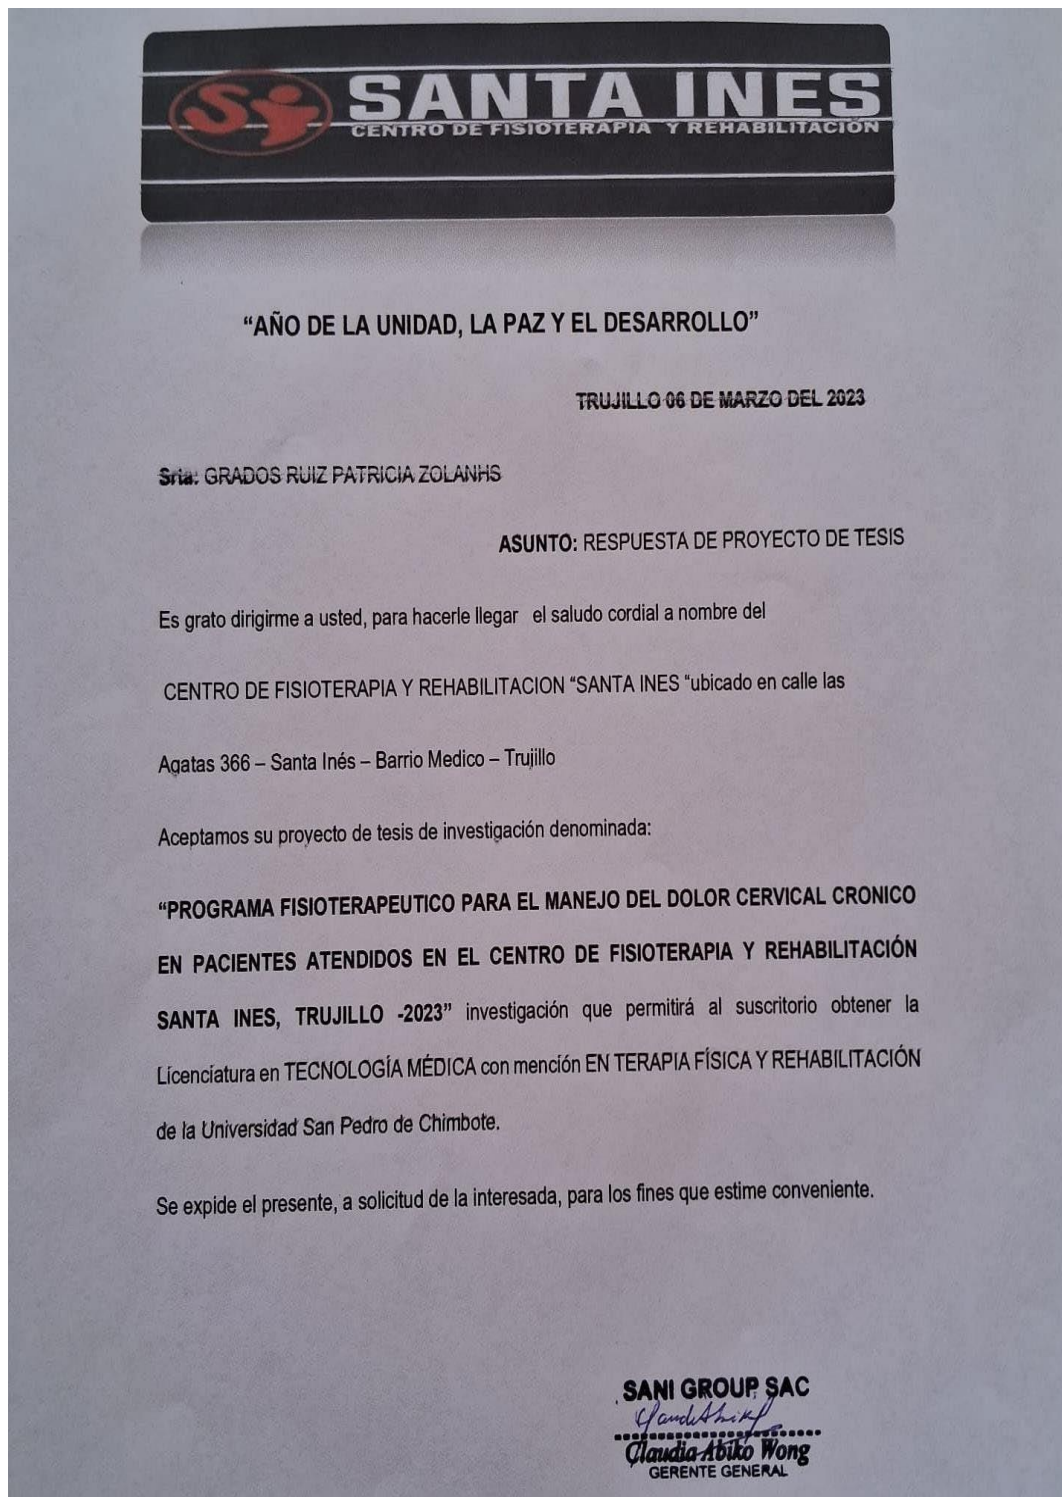 SANTA INES
CENTRO DE FISIOTERAPIA Y REHABILITACIÓN
“AÑO DE LA UNIDAD, LA PAZ Y EL DESARROLLO”
TRUJILLO 06 DE MARZO DEL 2023
Sria: GRADOS RUIZ PATRICIA ZOLANHS
ASUNTO: RESPUESTA DE PROYECTO DE TESIS
Es grato dirigirme a usted, para hacerle llegar el saludo cordial a nombre del
CENTRO DE FISIOTERAPIA Y REHABILITACION “SANTA INES “ubicado en calle las
Agatas 366 – Santa Inés – Barrio Medico – Trujillo
Aceptamos su proyecto de tesis de investigación denominada:
“PROGRAMA FISIOTERAPEUTICO PARA EL MANEJO DEL DOLOR CERVICAL CRONICO
EN PACIENTES ATENDIDOS EN EL CENTRO DE FISIOTERAPIA Y REHABILITACIÓN
SANTA INES, TRUJILLO -2023” investigación que permitirá al suscritorio obtener la
Licenciatura en TECNOLOGÍA MÉDICA con mención EN TERAPIA FÍSICA Y REHABILITACIÓN
de la Universidad San Pedro de Chimbote.
Se expide el presente, a solicitud de la interesada, para los fines que estime conveniente.
SANI GROUP SAC
Claudia Abiko Wong
GERENTE GENERAL